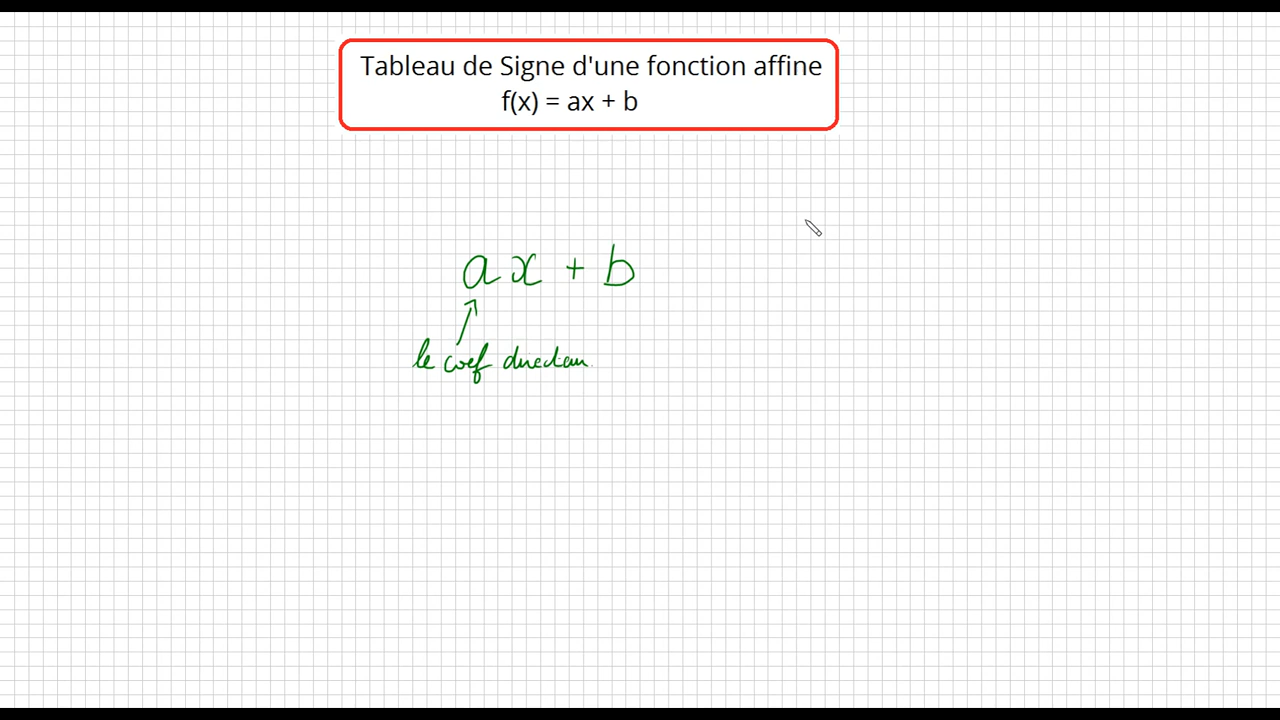 Tableau de Signe d'une fonction affine
f(x) = ax + b
ax + b
le coef directeur